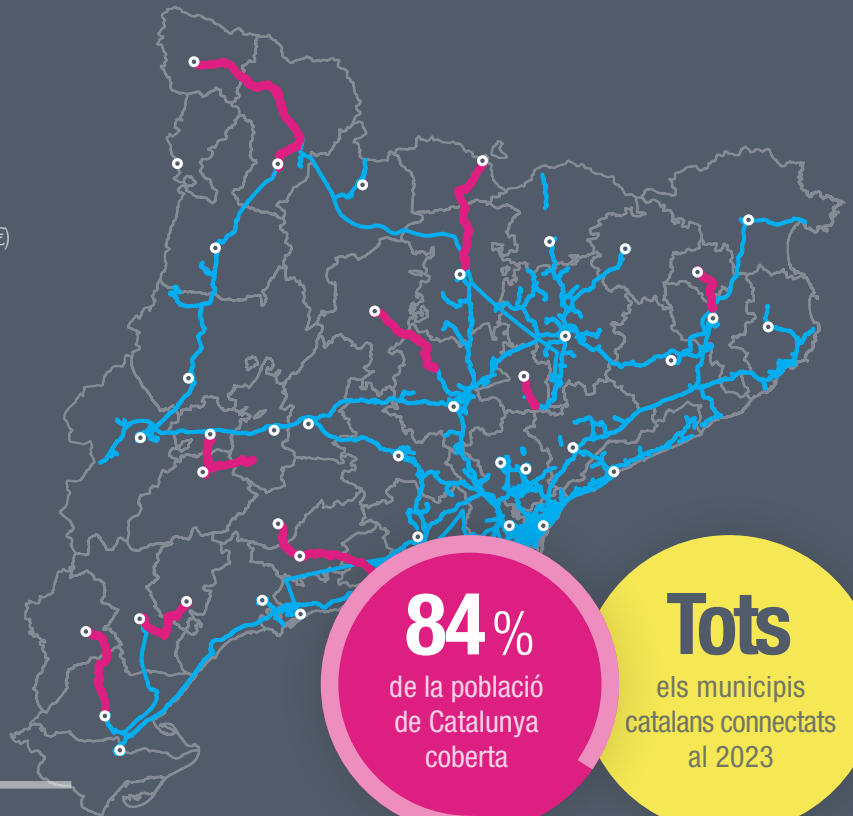 €)
84 %
de la població
de Catalunya
coberta
Tots
els municipis
catalans connectats
al 2023